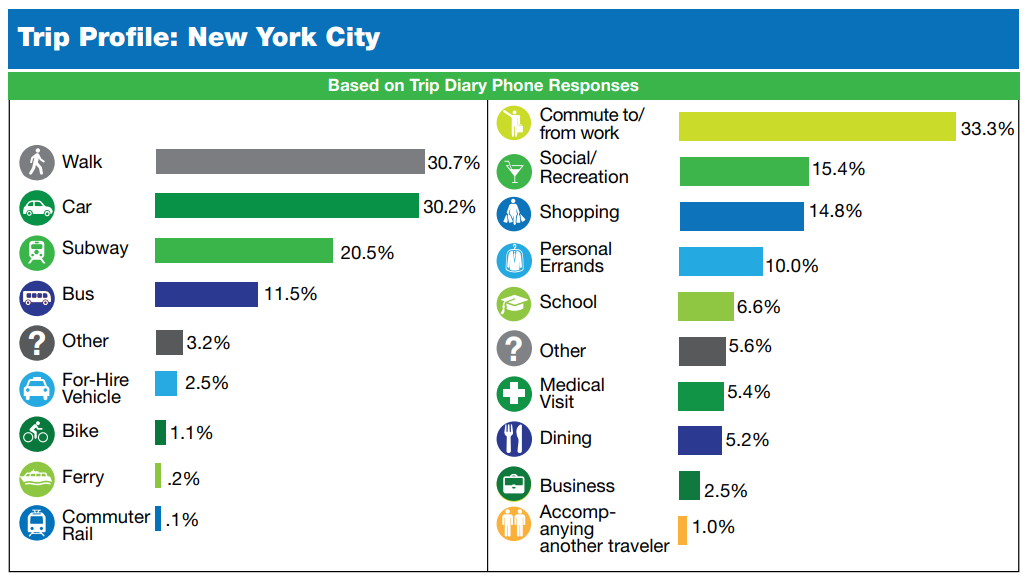 Trip Profile: New York City
Based on Trip Diary Phone Responses
Walk 30.7%
Car 30.2%
Subway 20.5%
Bus 11.5%
? Other 3.2%
For-Hire
Vehicle 2.5%
Bike 1.1%
Ferry .2%
Commuter
Rail .1%
Commute to/
from work 33.3%
Social/
Recreation 15.4%
Shopping 14.8%
Personal
Errands 10.0%
School 6.6%
? Other 5.6%
Medical
Visit 5.4%
Dining 5.2%
Business 2.5%
Accomp-
anying
another traveler 1.0%